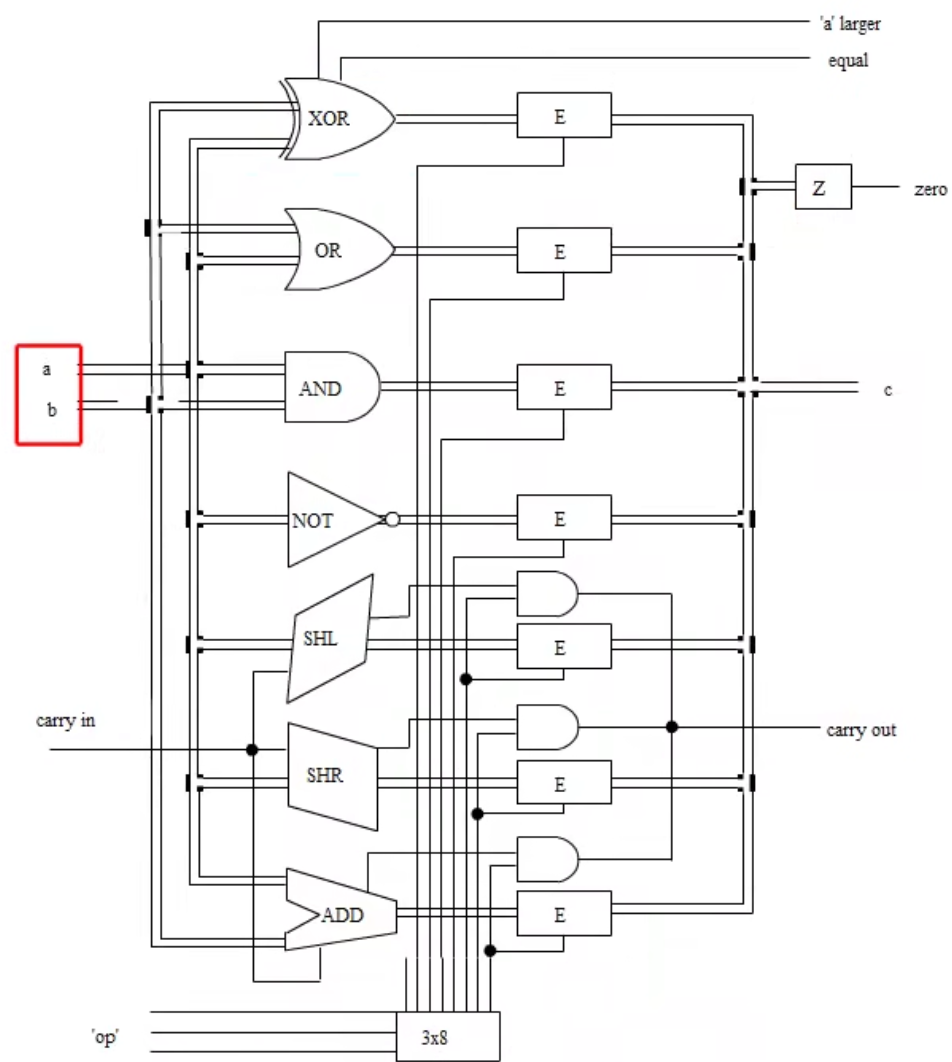 'a' larger
equal
XOR
E
Z
zero
OR
E
a
AND
E
c
b
NOT
E
SHL
E
carry in
carry out
SHR
E
ADD
E
'op'
3x8